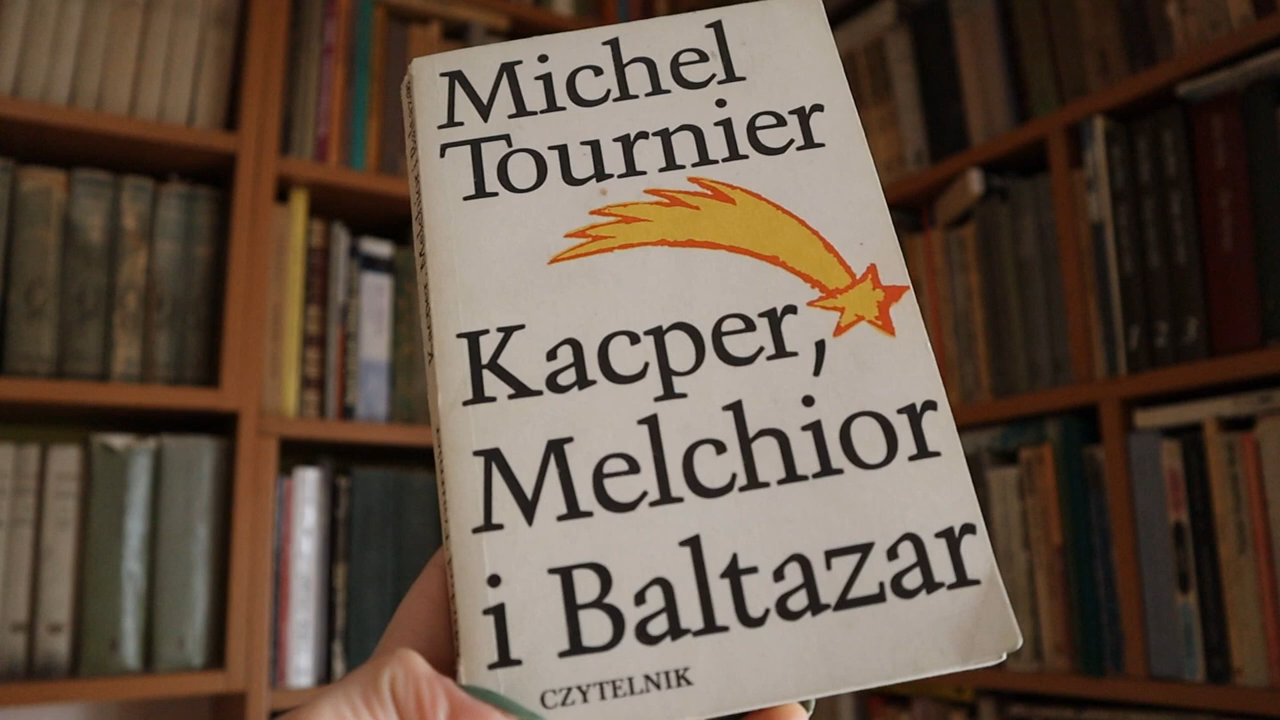 Michel
Tournier
Kacper,
Melchior
i Baltazar
CZYTELNIK